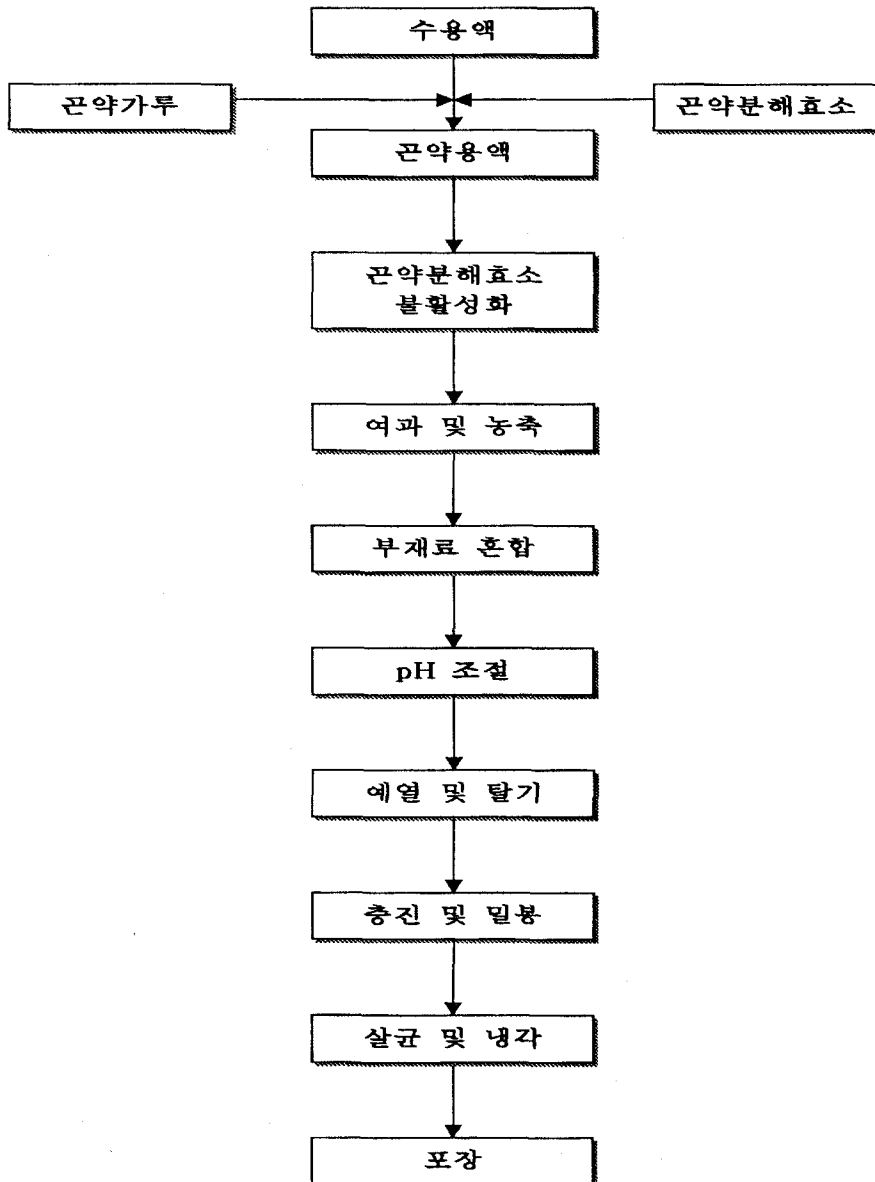 수용액
곤약가루
곤약분해효소
곤약용액
곤약분해효소
불활성화
여과 및 농축
부재료 혼합
pH 조절
예열 및 탈기
충진 및 밀봉
살균 및 냉각
포장